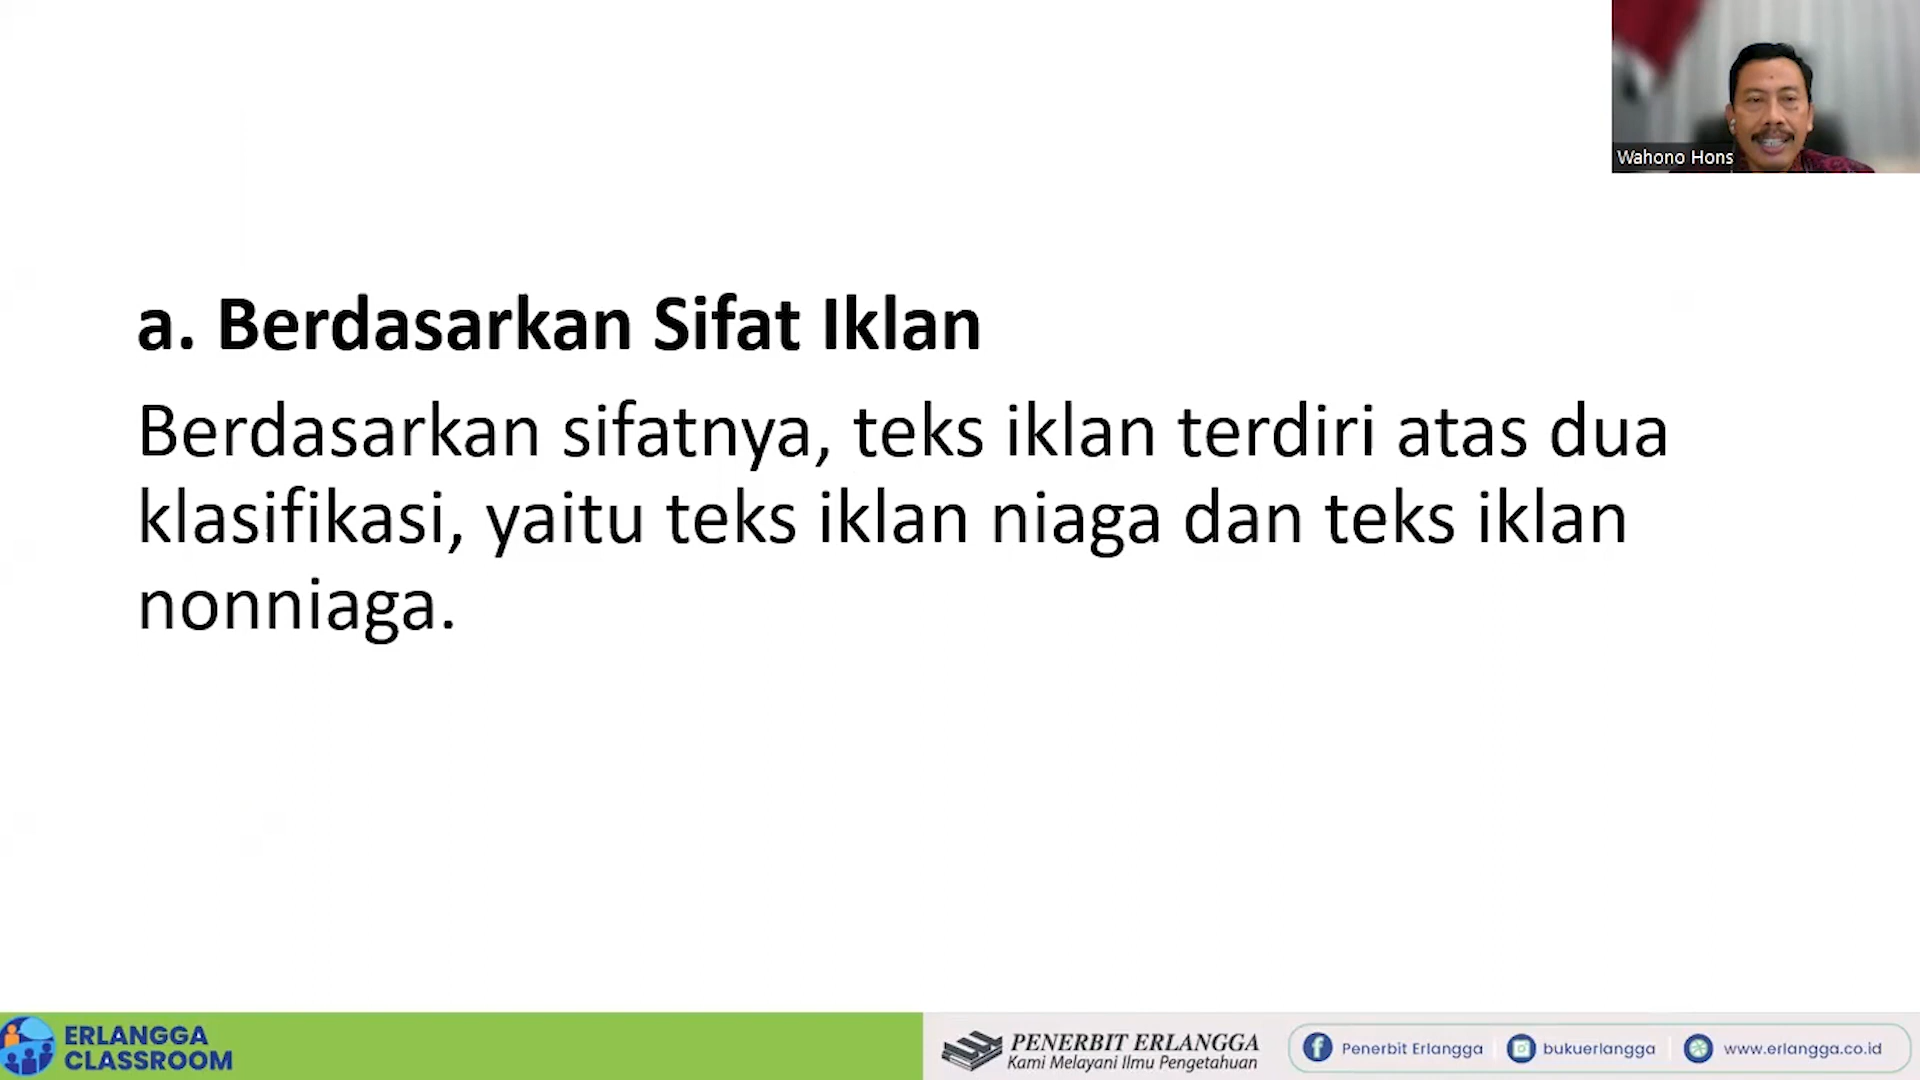 Wahono Hons
a. Berdasarkan Sifat Iklan
Berdasarkan sifatnya, teks iklan terdiri atas dua
klasifikasi, yaitu teks iklan niaga dan teks iklan
nonniaga.
ERLANGGA
CLASSROOM
PENERBIT ERLANGGA
Kami Melayani Ilmu Pengetahuan
Penerbit Erlangga
bukuerlangga
www.erlangga.co.id